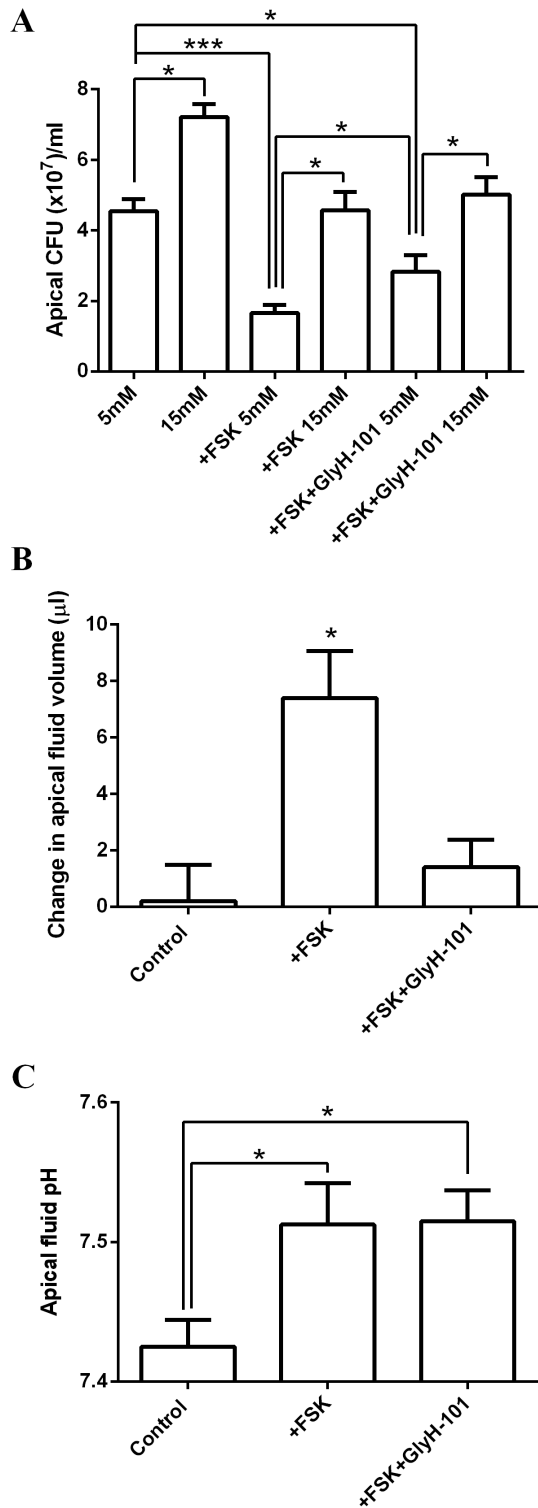 A
Apical CFU (x10⁷)/ml
8
6
4
2
0
*
***
*
*
*
*
5mM
15mM
+FSK 5mM
+FSK 15mM
+FSK+GlyH-101 5mM
+FSK+GlyH-101 15mM
B
Change in apical fluid volume (µl)
10
8
6
4
2
0
*
Control
+FSK
+FSK+GlyH-101
C
Apical fluid pH
7.6
7.5
7.4
*
*
Control
+FSK
+FSK+GlyH-101